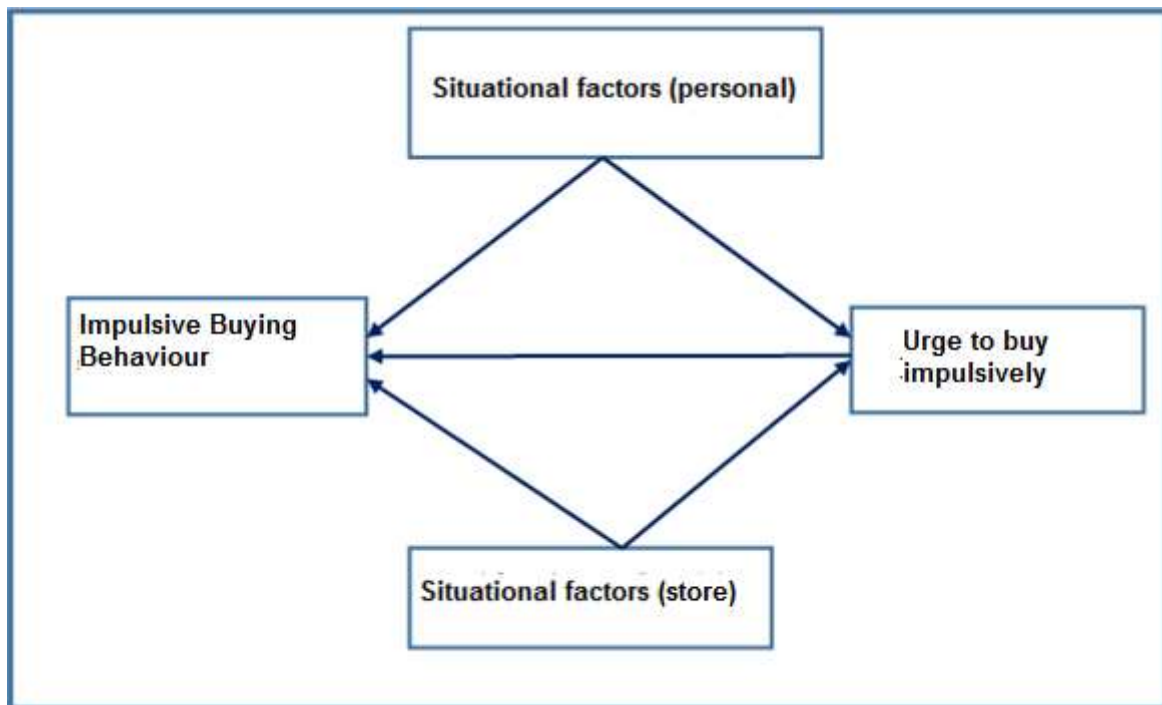 Situational factors (personal)
Impulsive Buying
Behaviour
Urge to buy
impulsively
Situational factors (store)